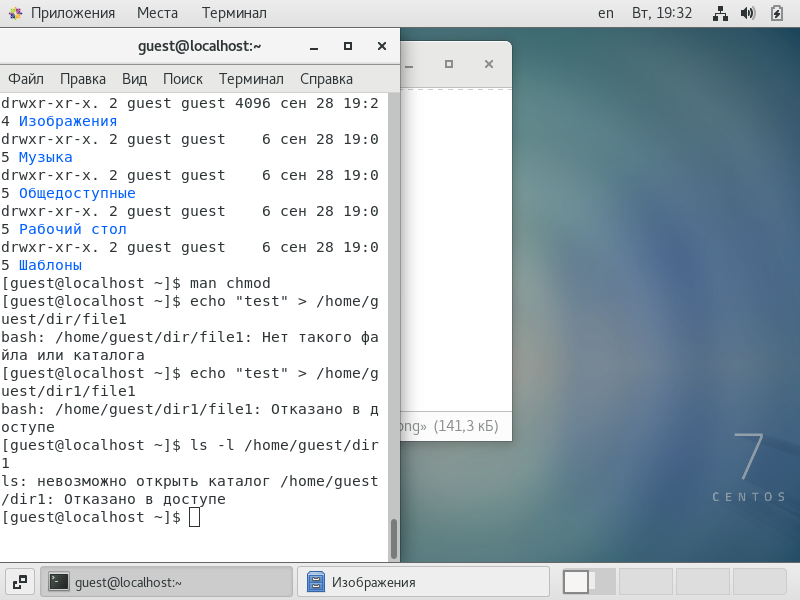 Приложения Места Терминал en Вт, 19:32
guest@localhost:~
Файл Правка Вид Поиск Терминал Справка
drwxr-xr-x. 2 guest guest 4096 сен 28 19:2
4 Изображения
drwxr-xr-x. 2 guest guest    6 сен 28 19:0
5 Музыка
drwxr-xr-x. 2 guest guest    6 сен 28 19:0
5 Общедоступные
drwxr-xr-x. 2 guest guest    6 сен 28 19:0
5 Рабочий стол
drwxr-xr-x. 2 guest guest    6 сен 28 19:0
5 Шаблоны
[guest@localhost ~]$ man chmod
[guest@localhost ~]$ echo "test" > /home/g
uest/dir/file1
bash: /home/guest/dir/file1: Нет такого фа
йла или каталога
[guest@localhost ~]$ echo "test" > /home/g
uest/dir1/file1
bash: /home/guest/dir1/file1: Отказано в д
оступе
[guest@localhost ~]$ ls -l /home/guest/dir
1
ls: невозможно открыть каталог /home/guest
/dir1: Отказано в доступе
[guest@localhost ~]$
png» (141,3 кБ)
7
CENTOS
guest@localhost:~ Изображения